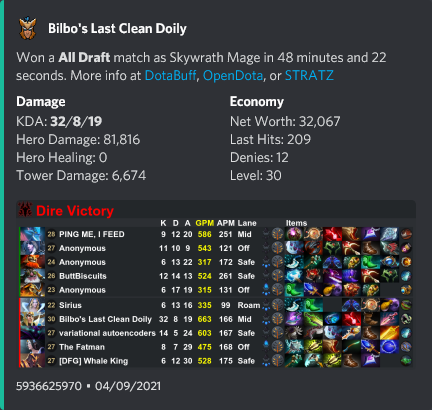 Bilbo's Last Clean Doily
Won a All Draft match as Skywrath Mage in 48 minutes and 22
seconds. More info at DotaBuff, OpenDota, or STRATZ
Damage
KDA: 32/8/19
Hero Damage: 81,816
Hero Healing: 0
Tower Damage: 6,674
Economy
Net Worth: 32,067
Last Hits: 209
Denies: 12
Level: 30
Dire Victory
K D A GPM APM Lane Items
28 PING ME, I FEED 9 12 20 586 251 Mid
27 Anonymous 11 10 9 543 121 Off
24 Anonymous 6 13 22 317 172 Safe
26 ButtBiscuits 12 14 13 524 261 Safe
23 Anonymous 6 17 19 315 131 Off
22 Sirius 6 13 16 335 99 Roam
30 Bilbo's Last Clean Doily 32 8 19 663 166 Mid
27 variational autoencoders 14 5 24 603 167 Safe
27 The Fatman 8 7 29 475 168 Off
27 [DFG] Whale King 6 12 30 528 175 Safe
5936625970 • 04/09/2021